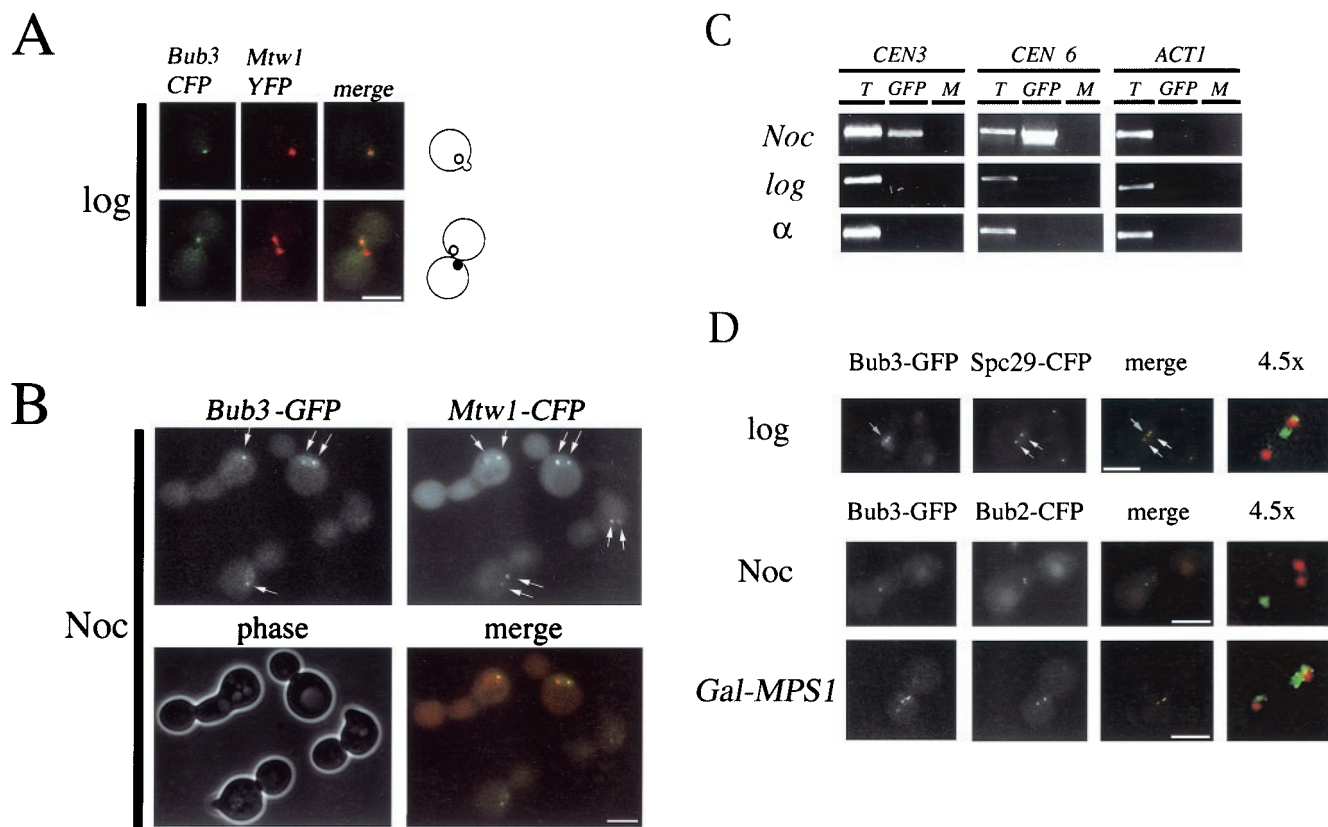 A
Bub3 Mtw1
CFP YFP merge
log
B
Bub3-GFP Mtw1-CFP
Noc
phase merge
C
CEN3 CEN 6 ACT1
T GFP M T GFP M T GFP M
Noc
log
α
D
Bub3-GFP Spc29-CFP merge 4.5x
log
Bub3-GFP Bub2-CFP merge 4.5x
Noc
Gal-MPS1